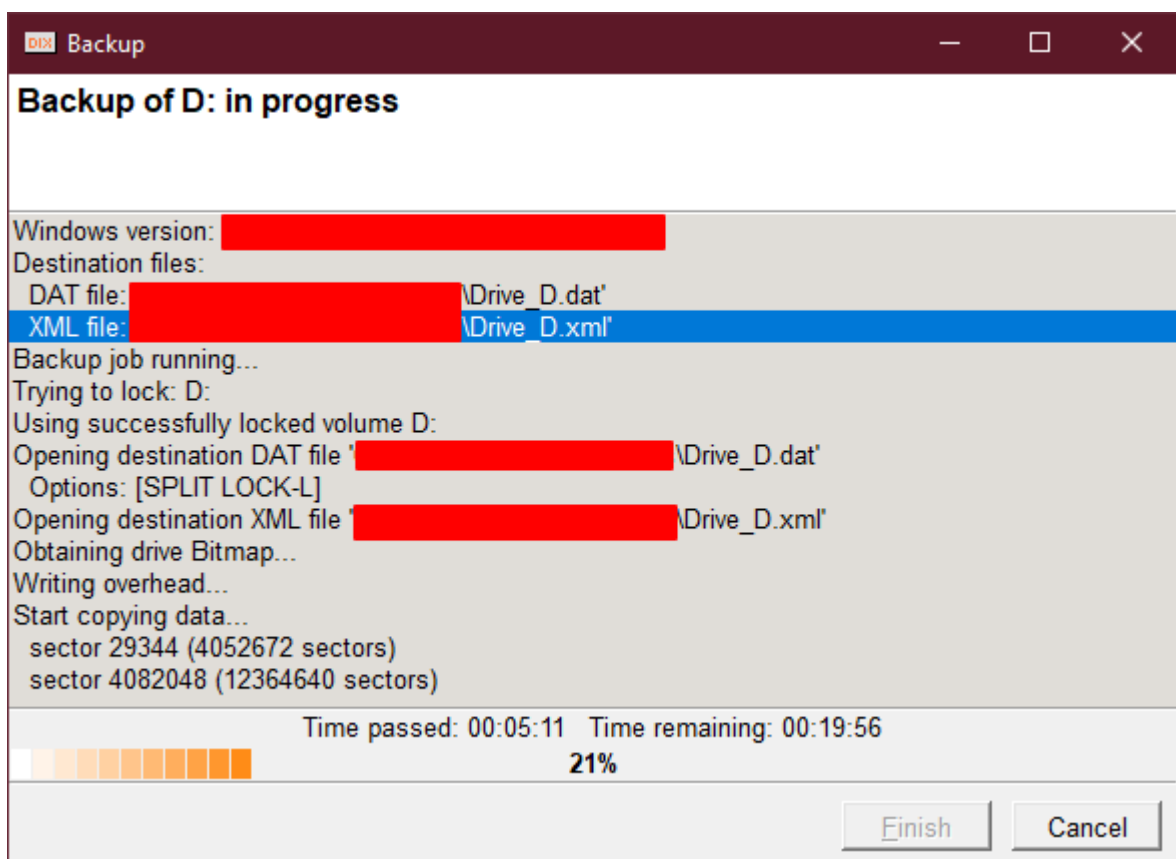 DIX Backup
Backup of D: in progress
Windows version:
Destination files:
DAT file: \Drive_D.dat'
XML file: \Drive_D.xml'
Backup job running...
Trying to lock: D:
Using successfully locked volume D:
Opening destination DAT file ' \Drive_D.dat'
Options: [SPLIT LOCK-L]
Opening destination XML file ' \Drive_D.xml'
Obtaining drive Bitmap...
Writing overhead...
Start copying data...
sector 29344 (4052672 sectors)
sector 4082048 (12364640 sectors)
Time passed: 00:05:11 Time remaining: 00:19:56
21%
Finish Cancel